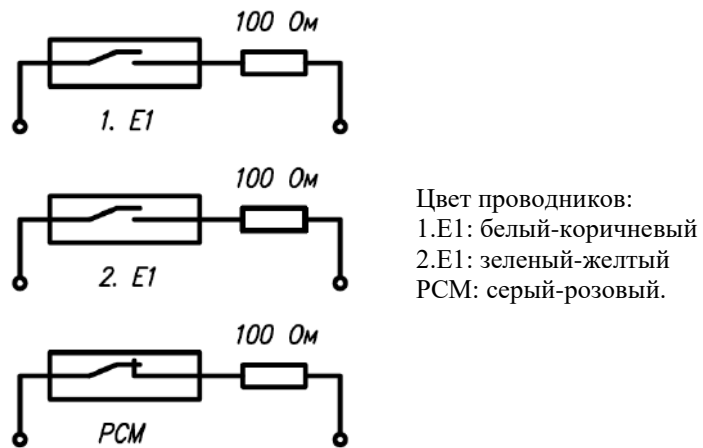 100 Ом
1. E1
100 Ом
2. E1
100 Ом
PCM
Цвет проводников:
1.E1: белый-коричневый
2.E1: зеленый-желтый
PCM: серый-розовый.